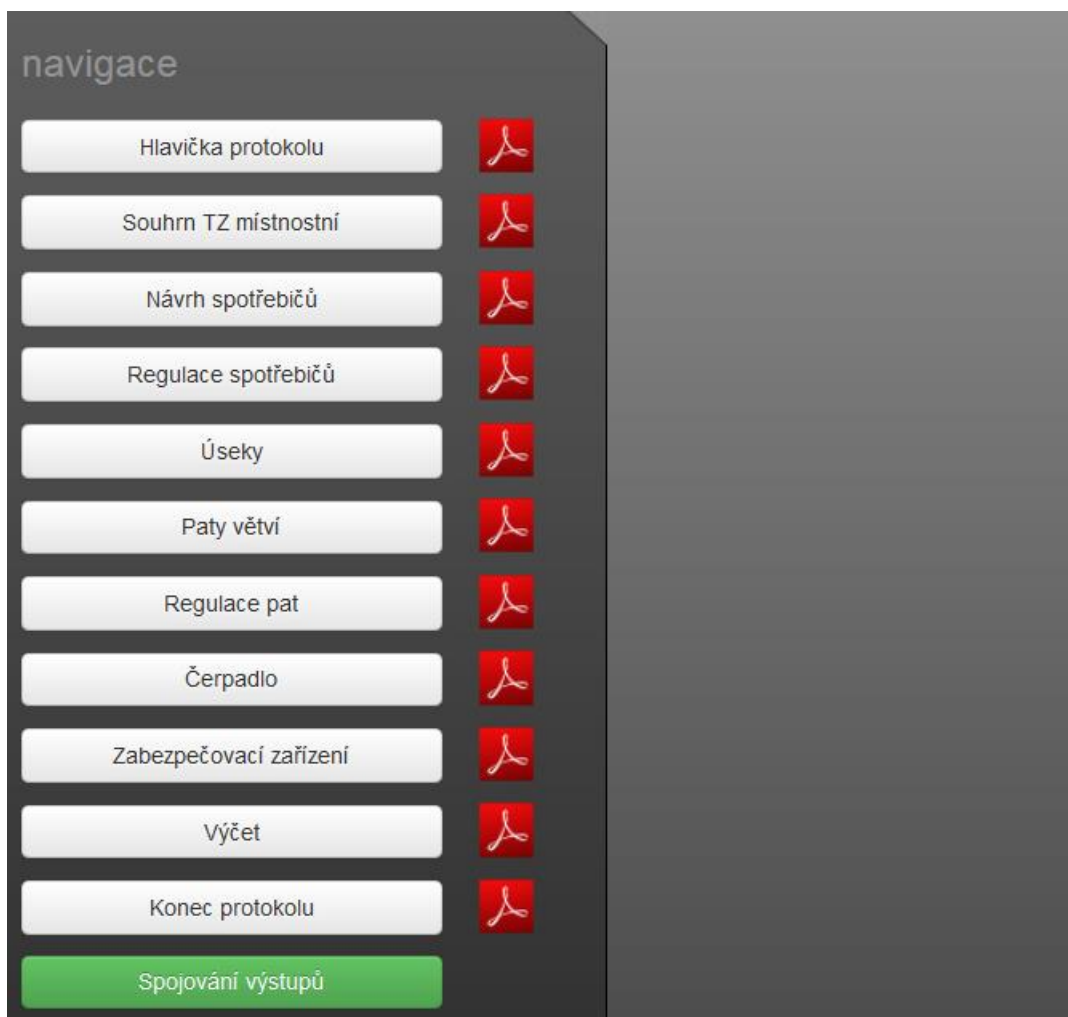 navigace
Hlavička protokolu
Souhrn TZ místnostní
Návrh spotřebičů
Regulace spotřebičů
Úseky
Paty větví
Regulace pat
Čerpadlo
Zabezpečovací zařízení
Výčet
Konec protokolu
Spojování výstupů